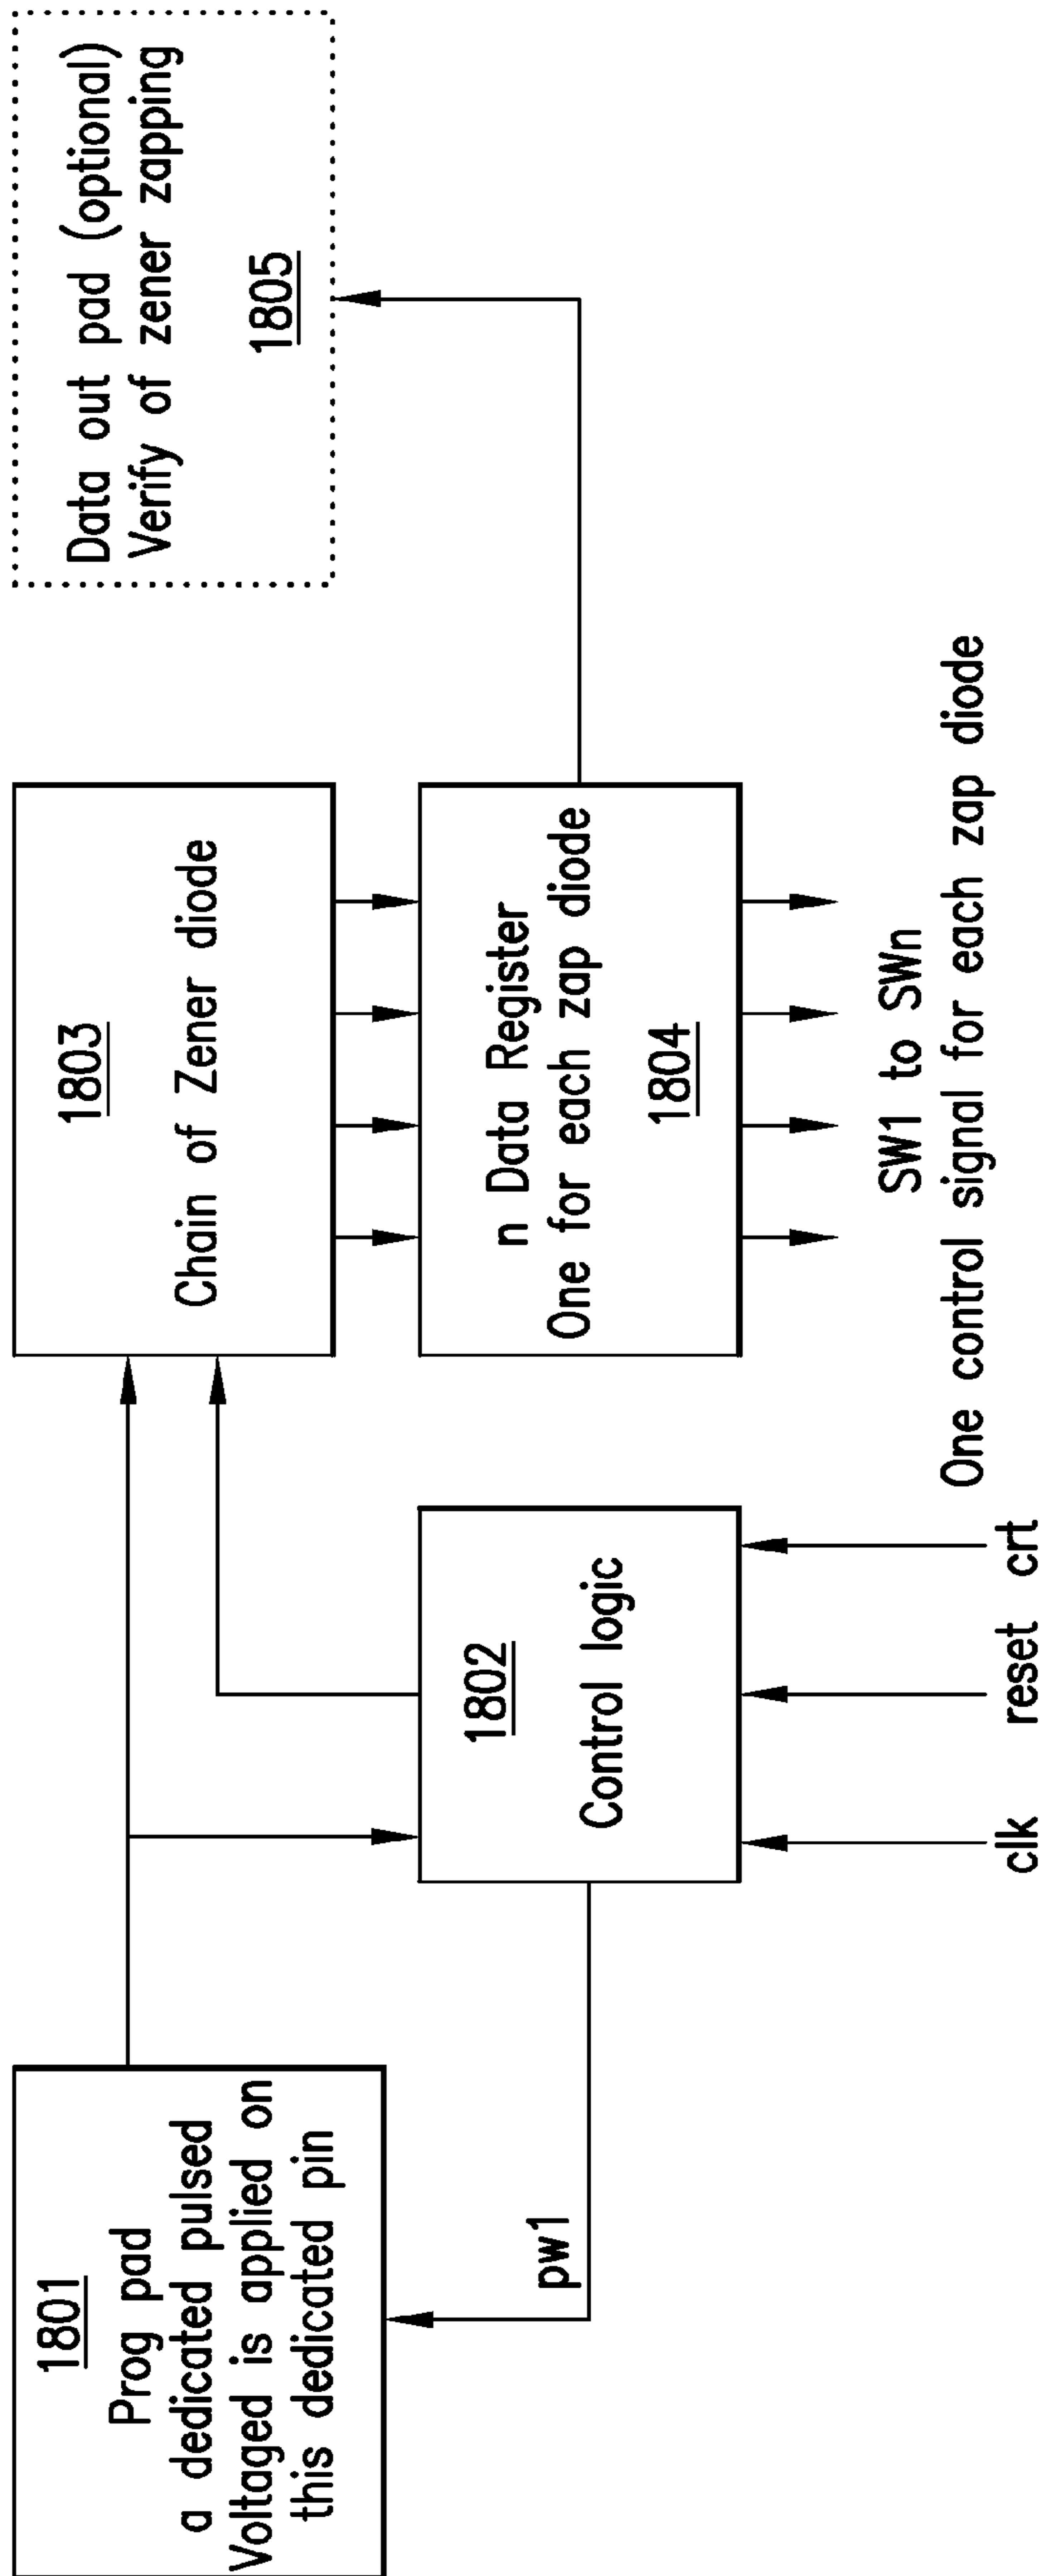 1801
Prog pad
a dedicated pulsed
Voltaged is applied on
this dedicated pin
pw1
1802
Control logic
clk
reset
crt
1803
Chain of Zener diode
n Data Register
One for each zap diode
1804
SW1 to SWn
One control signal for each zap diode
Data out pad (optional)
Verify of zener zapping
1805